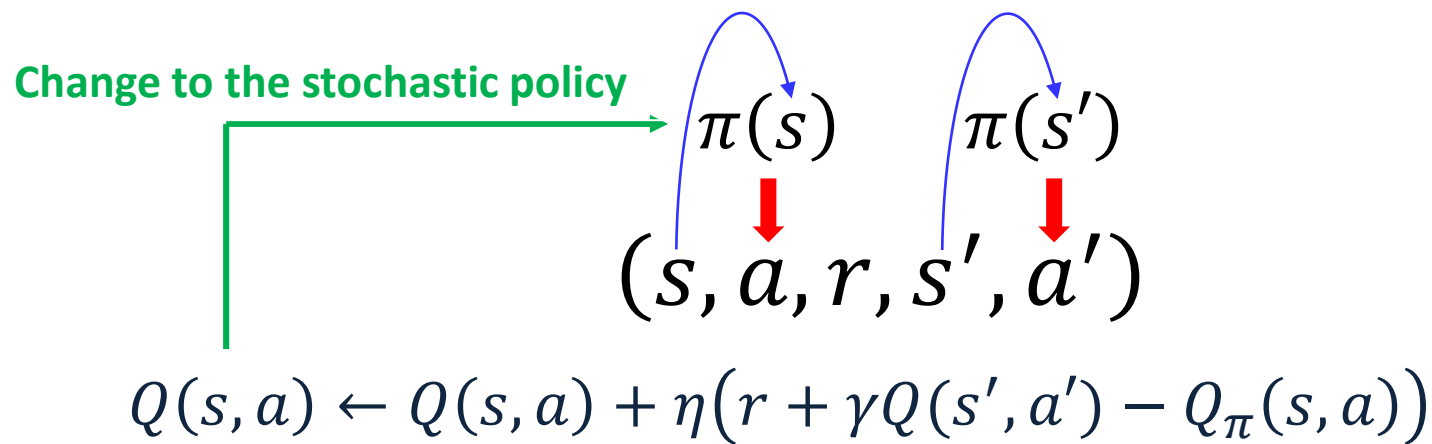 Change to the stochastic policy
π(s) π(s′)
(s, a, r, s′, a′)
Q(s, a) ← Q(s, a) + η(r + γQ(s′, a′) − Q_π(s, a))